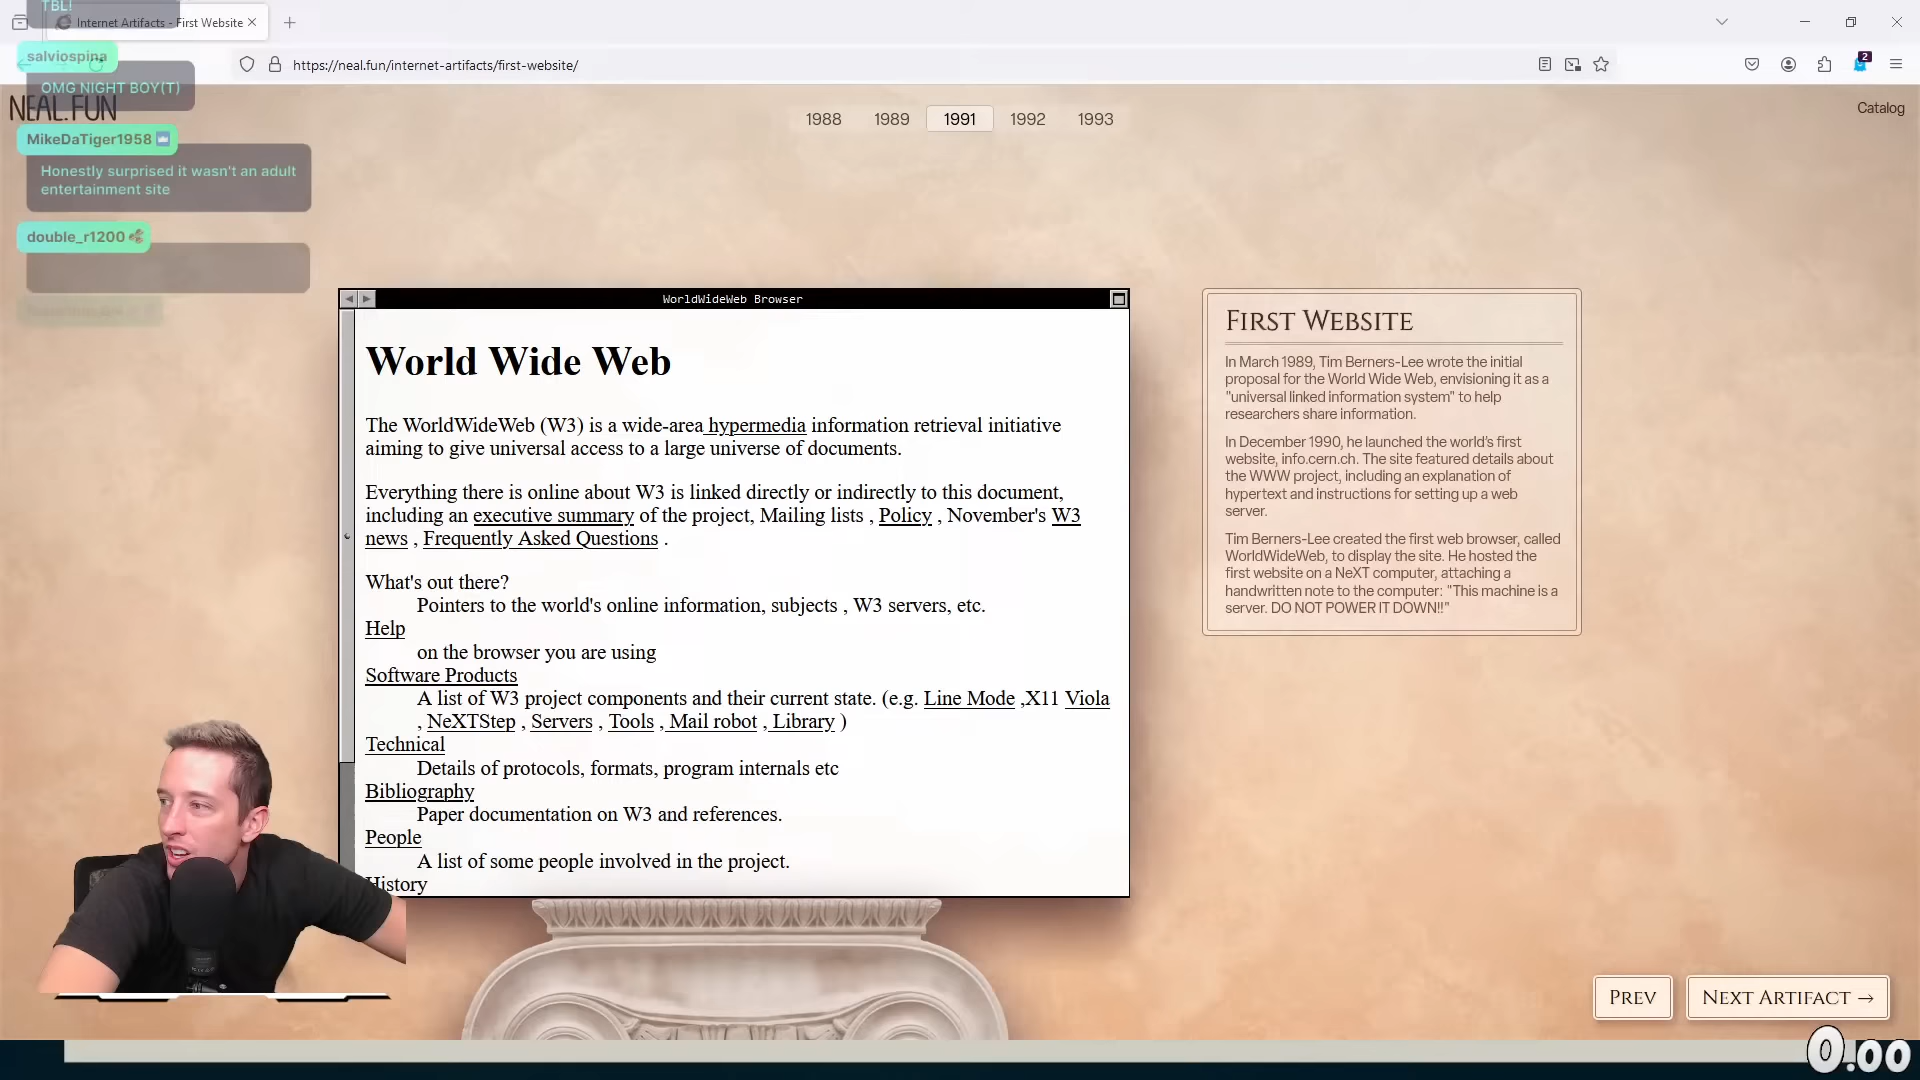 TBL!
Internet Artifacts - First Website
salviospina
https://neal.fun/internet-artifacts/first-website/
2
OMG NIGHT BOY(T)
NEAL.FUN
1988 1989 1991 1992 1993
Catalog
MikeDaTiger1958
Honestly surprised it wasn't an adult
entertainment site
double_r1200
WorldWideWeb Browser
World Wide Web
The WorldWideWeb (W3) is a wide-area hypermedia information retrieval initiative
aiming to give universal access to a large universe of documents.
Everything there is online about W3 is linked directly or indirectly to this document,
including an executive summary of the project, Mailing lists , Policy , November's W3
news , Frequently Asked Questions .
What's out there?
Pointers to the world's online information, subjects , W3 servers, etc.
Help
on the browser you are using
Software Products
A list of W3 project components and their current state. (e.g. Line Mode ,X11 Viola
, NeXTStep , Servers , Tools , Mail robot , Library )
Technical
Details of protocols, formats, program internals etc
Bibliography
Paper documentation on W3 and references.
People
A list of some people involved in the project.
History
First Website
In March 1989, Tim Berners-Lee wrote the initial
proposal for the World Wide Web, envisioning it as a
"universal linked information system" to help
researchers share information.
In December 1990, he launched the world's first
website, info.cern.ch. The site featured details about
the WWW project, including an explanation of
hypertext and instructions for setting up a web
server.
Tim Berners-Lee created the first web browser, called
WorldWideWeb, to display the site. He hosted the
first website on a NeXT computer, attaching a
handwritten note to the computer: "This machine is a
server. DO NOT POWER IT DOWN!!"
Prev
Next Artifact →
0.00